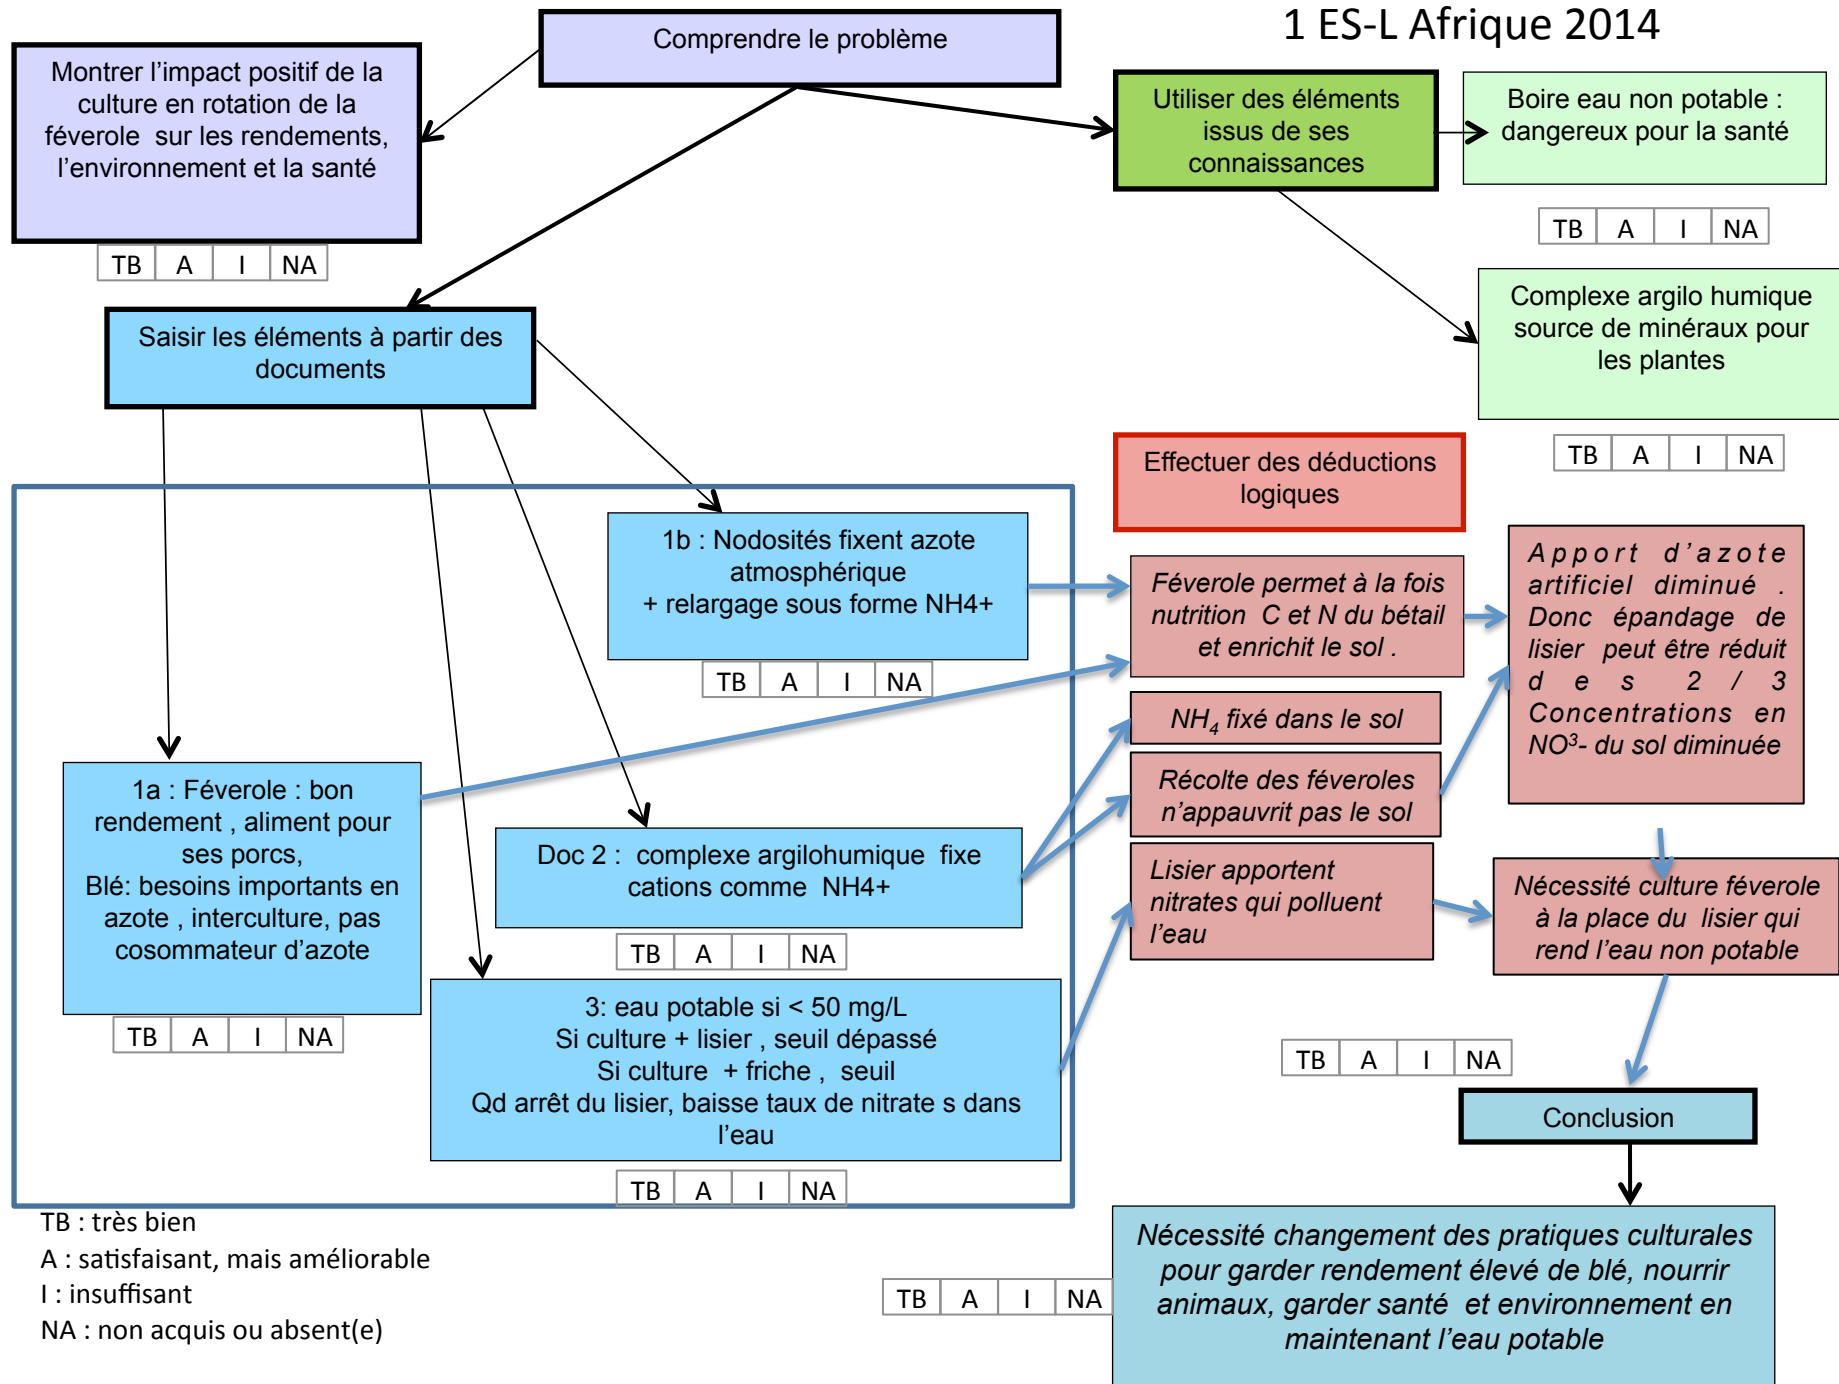 1 ES-L Afrique 2014
Comprendre le problème
Montrer l'impact positif de la
culture en rotation de la
féverole sur les rendements,
l'environnement et la santé
TB A I NA
Utiliser des éléments
issus de ses
connaissances
Boire eau non potable :
dangereux pour la santé
TB A I NA
Complexe argilo humique
source de minéraux pour
les plantes
TB A I NA
Saisir les éléments à partir des
documents
1b : Nodosités fixent azote
atmosphérique
+ relargage sous forme NH4+
TB A I NA
1a : Féverole : bon
rendement , aliment pour
ses porcs,
Blé: besoins importants en
azote , interculture, pas
cosommateur d'azote
TB A I NA
Doc 2 : complexe argilohumique fixe
cations comme NH4+
TB A I NA
3: eau potable si < 50 mg/L
Si culture + lisier , seuil dépassé
Si culture + friche , seuil
Qd arrêt du lisier, baisse taux de nitrate s dans
l'eau
TB A I NA
Effectuer des déductions
logiques
Féverole permet à la fois
nutrition C et N du bétail
et enrichit le sol .
NH4 fixé dans le sol
Récolte des féveroles
n'appauvrit pas le sol
Lisier apportent
nitrates qui polluent
l'eau
Apport d'azote
artificiel diminué .
Donc épandage de
lisier peut être réduit
des 2/3
Concentrations en
NO3- du sol diminuée
Nécessité culture féverole
à la place du lisier qui
rend l'eau non potable
TB A I NA
Conclusion
Nécessité changement des pratiques culturales
pour garder rendement élevé de blé, nourrir
animaux, garder santé et environnement en
maintenant l'eau potable
TB A I NA
TB : très bien
A : satisfaisant, mais améliorable
I : insuffisant
NA : non acquis ou absent(e)